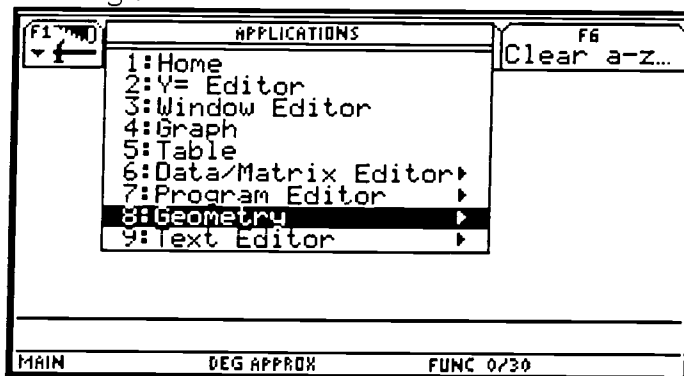 F1
APPLICATIONS
F6
Clear a-z…
1:Home
2:Y= Editor
3:Window Editor
4:Graph
5:Table
6:Data/Matrix Editor▸
7:Program Editor ▸
8:Geometry ▸
9:Text Editor ▸
MAIN DEG APPROX FUNC 0/30